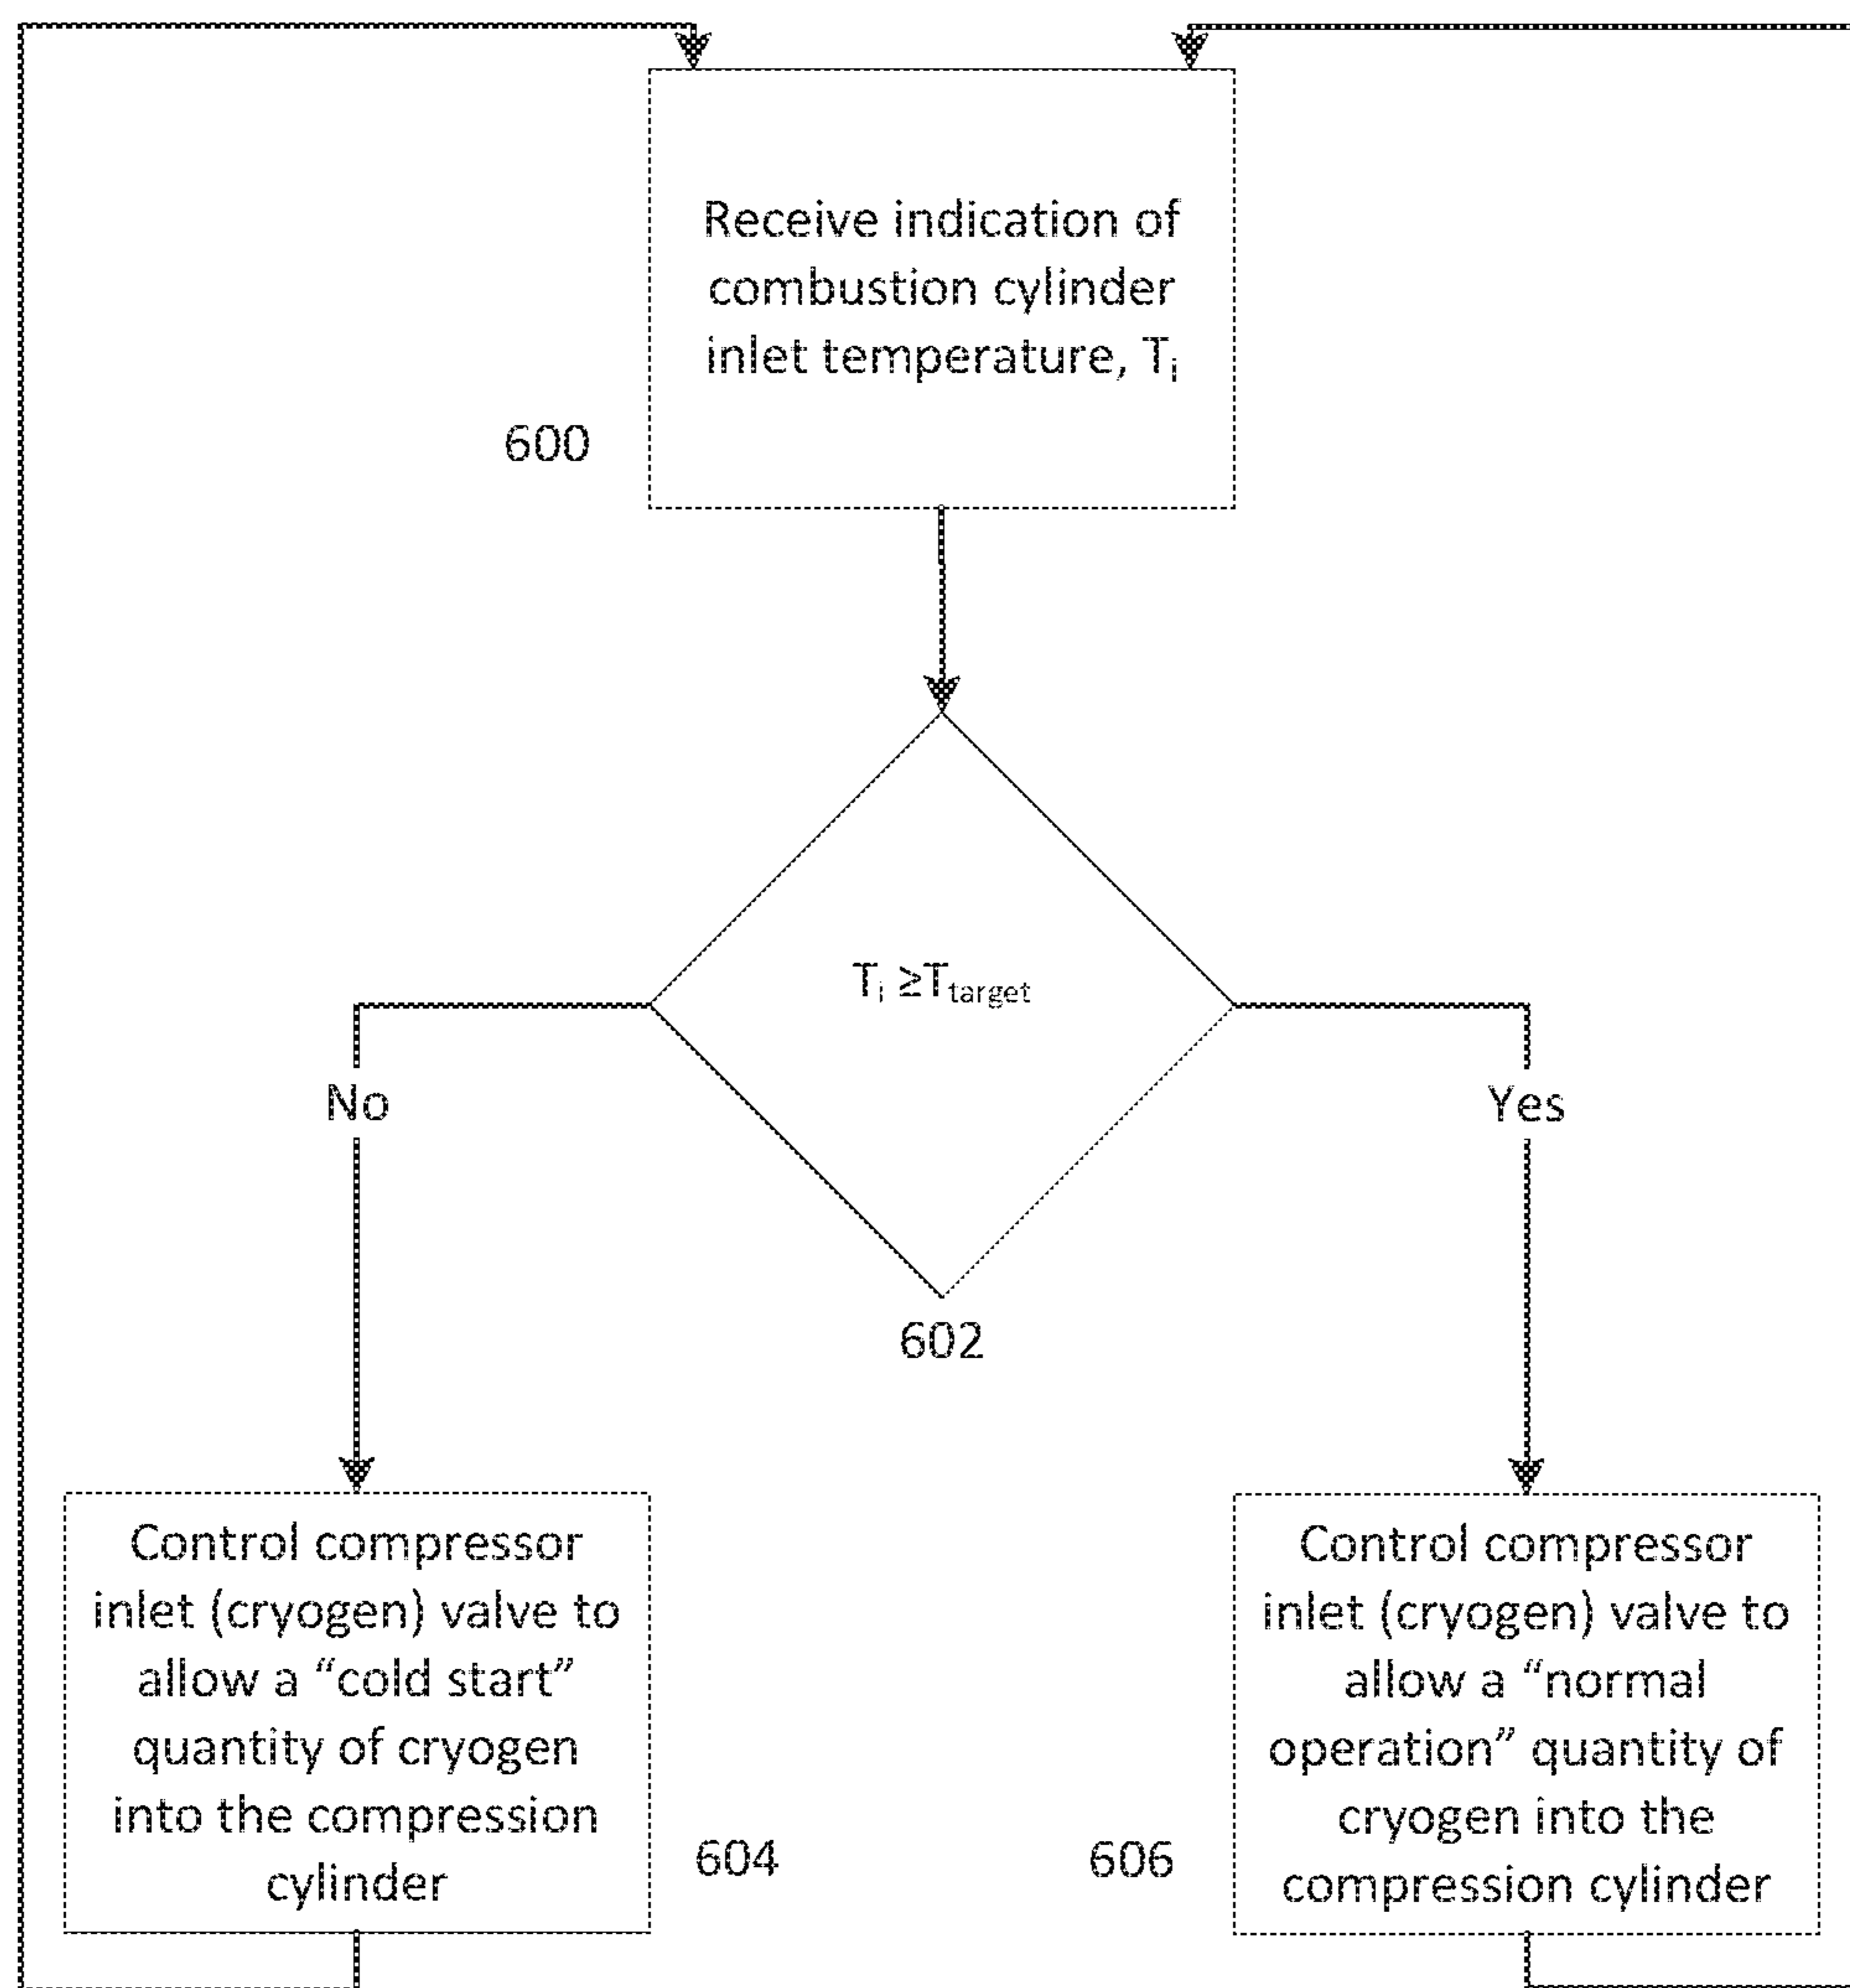 Receive indication of
combustion cylinder
inlet temperature, Tᵢ
600
Tᵢ ≥T_target
No
Yes
602
Control compressor
inlet (cryogen) valve to
allow a “cold start”
quantity of cryogen
into the compression
cylinder
604
Control compressor
inlet (cryogen) valve to
allow a “normal
operation” quantity of
cryogen into the
compression cylinder
606